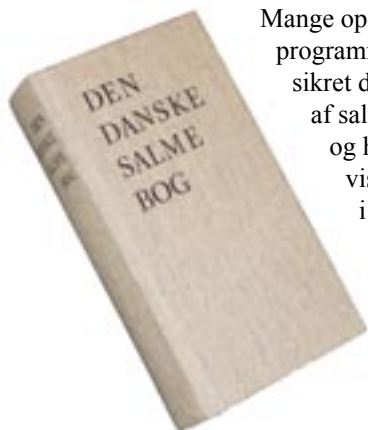 DEN
DANSKE
SALME
BOG
Mange op
programm
sikret d
af sal
og h
vis
i